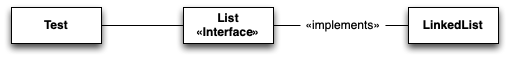 Test
List
«Interface»
«implements»
LinkedList